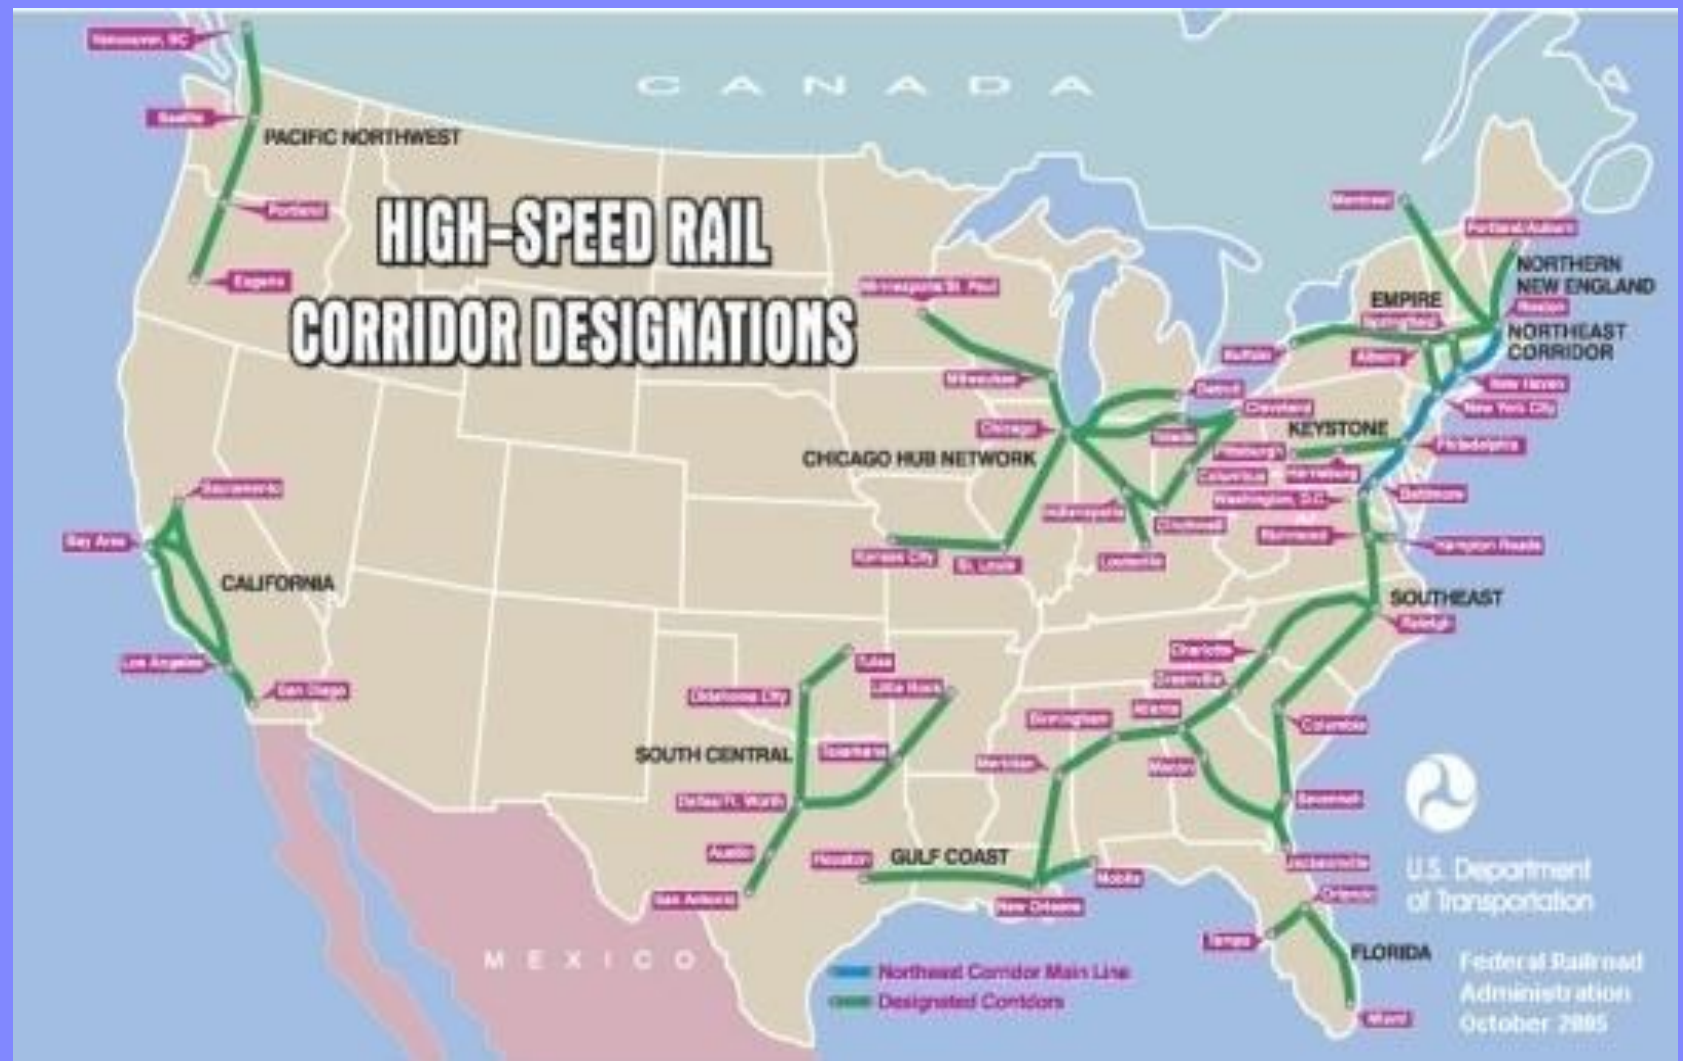 Vancouver, BC
CANADA
Seattle
PACIFIC NORTHWEST
Portland
Eugene
HIGH-SPEED RAIL
CORRIDOR DESIGNATIONS
Montreal
Portland/Auburn
NORTHERN
NEW ENGLAND
Minneapolis/St. Paul
EMPIRE
Boston
Springfield
NORTHEAST
CORRIDOR
Buffalo
Albany
Milwaukee
Detroit
New Haven
Cleveland
New York City
Chicago
KEYSTONE
Toledo
Philadelphia
Pittsburgh
CHICAGO HUB NETWORK
Harrisburg
Columbus
Sacramento
Washington, D.C.
Baltimore
Indianapolis
Cincinnati
Bay Area
Richmond
Hampton Roads
Kansas City
St. Louis
Louisville
CALIFORNIA
SOUTHEAST
Raleigh
Los Angeles
Tulsa
Charlotte
San Diego
Oklahoma City
Little Rock
Greenville
Atlanta
Birmingham
Columbia
SOUTH CENTRAL
Texarkana
Meridian
Macon
Dallas/Ft. Worth
Savannah
Austin
Houston
GULF COAST
Jacksonville
Mobile
U.S. Department
of Transportation
San Antonio
New Orleans
Orlando
Tampa
MEXICO
FLORIDA
Northeast Corridor Main Line
Designated Corridors
Federal Railroad
Administration
October 2005
Miami